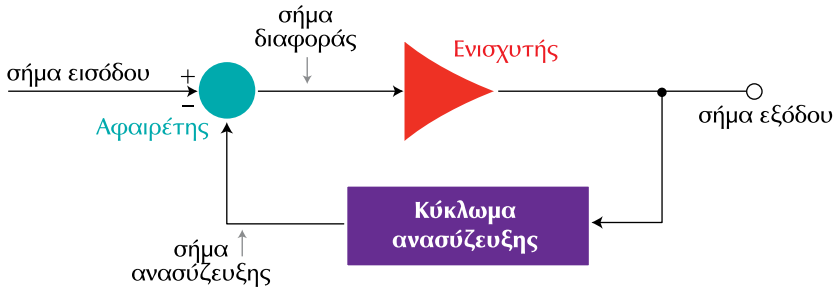 σήμα
διαφοράς
Ενισχυτής
σήμα εισόδου
+
−
Αφαιρέτης
σήμα εξόδου
Κύκλωμα
ανασύζευξης
σήμα
ανασύζευξης